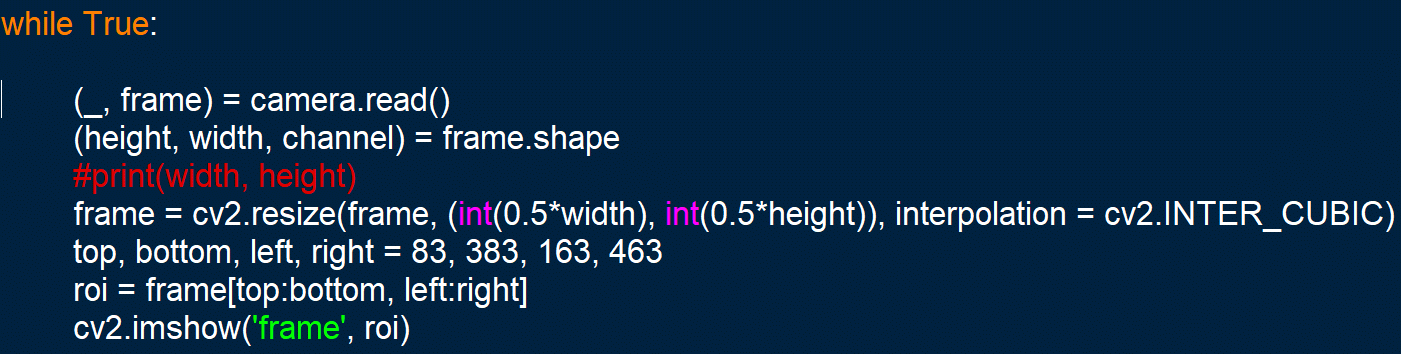 while True:
(_, frame) = camera.read()
(height, width, channel) = frame.shape
#print(width, height)
frame = cv2.resize(frame, (int(0.5*width), int(0.5*height)), interpolation = cv2.INTER_CUBIC)
top, bottom, left, right = 83, 383, 163, 463
roi = frame[top:bottom, left:right]
cv2.imshow('frame', roi)